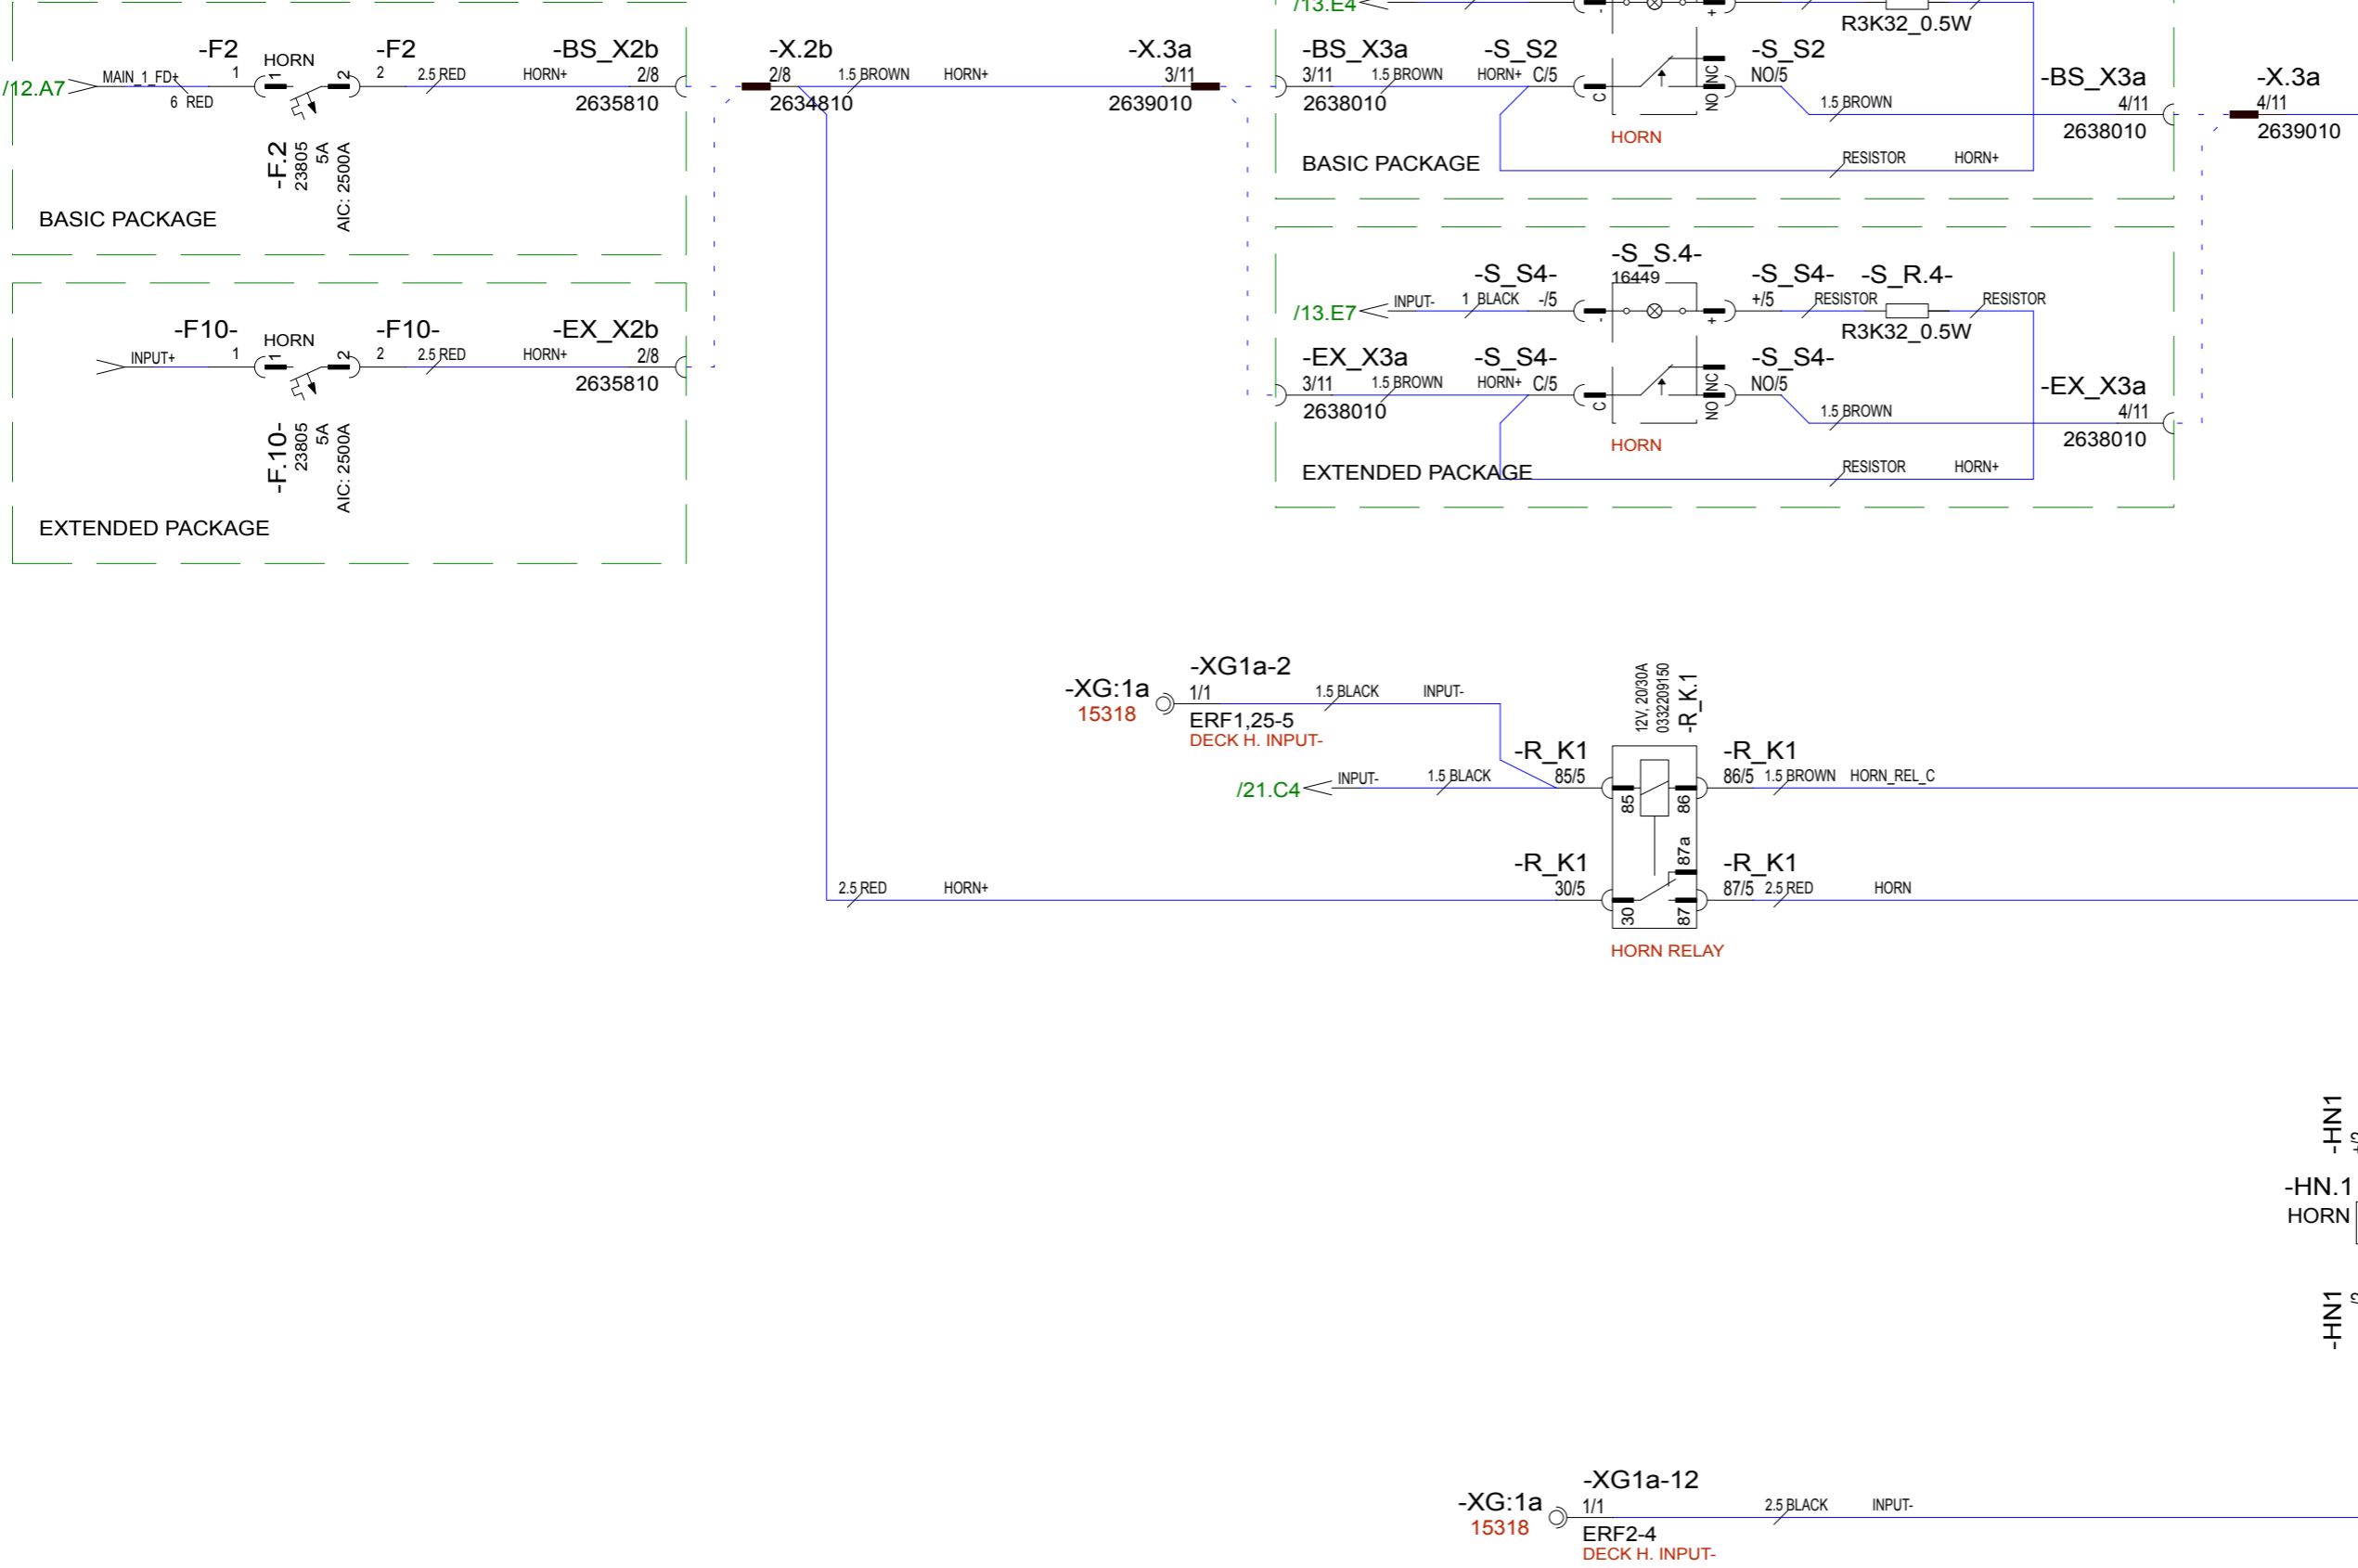 /13.E4
R3K32_0.5W
-F2
HORN
-F2
-BS_X2b
-X.2b
-X.3a
-BS_X3a
-S_S2
-S_S2
-BS_X3a
-X.3a
/12.A7
MAIN_1_FD+
1
1
2
2
2.5 RED
HORN+
2/8
2/8
1.5 BROWN
HORN+
3/11
3/11
1.5 BROWN
HORN+
C/5
C
NC
NO
NO/5
1.5 BROWN
4/11
4/11
6 RED
2635810
2634810
2639010
2638010
2638010
2639010
HORN
-F.2
23805
5A
AIC: 2500A
BASIC PACKAGE
BASIC PACKAGE
RESISTOR
HORN+
-S_S.4-
16449
-S_S4-
-S_S4-
-S_R.4-
/13.E7
INPUT-
1 BLACK
-/5
-
+
+/5
RESISTOR
RESISTOR
R3K32_0.5W
-F10-
HORN
-F10-
-EX_X2b
INPUT+
1
1
2
2
2.5 RED
HORN+
2/8
2635810
-EX_X3a
-S_S4-
-S_S4-
-EX_X3a
3/11
1.5 BROWN
HORN+
C/5
C
NC
NO
NO/5
1.5 BROWN
4/11
2638010
2638010
HORN
-F.10-
23805
5A
AIC: 2500A
EXTENDED PACKAGE
RESISTOR
HORN+
EXTENDED PACKAGE
-XG:1a
15318
-XG1a-2
1/1
1.5 BLACK
INPUT-
ERF1,25-5
DECK H. INPUT-
12V, 20/30A
0332209150
-R_K.1
-R_K1
-R_K1
/21.C4
INPUT-
1.5 BLACK
85/5
85
86
86/5
1.5 BROWN
HORN_REL_C
87a
-R_K1
-R_K1
2.5 RED
HORN+
30/5
30
87
87/5
2.5 RED
HORN
HORN RELAY
-HN1
-HN.1
HORN
-HN1
-XG:1a
15318
-XG1a-12
1/1
2.5 BLACK
INPUT-
ERF2-4
DECK H. INPUT-